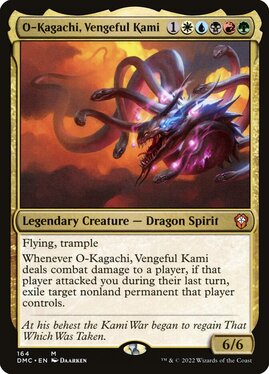 O-Kagachi, Vengeful Kami 1
Legendary Creature — Dragon Spirit
Flying, trample
Whenever O-Kagachi, Vengeful Kami
deals combat damage to a player, if that
player attacked you during their last turn,
exile target nonland permanent that player
controls.
At his behest the Kami War began to regain That
Which Was Taken.
6/6
164 M
DMC • EN DAARKEN ™ & © 2022 Wizards of the Coast